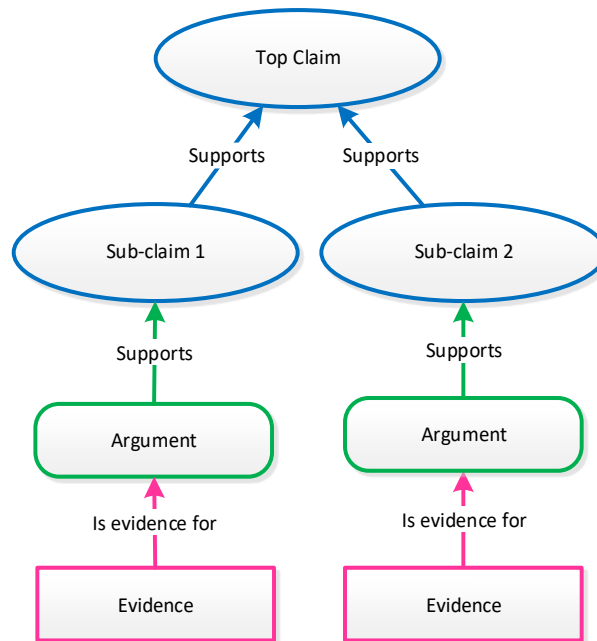 Top Claim
Supports
Supports
Sub-claim 1
Sub-claim 2
Supports
Supports
Argument
Argument
Is evidence for
Is evidence for
Evidence
Evidence